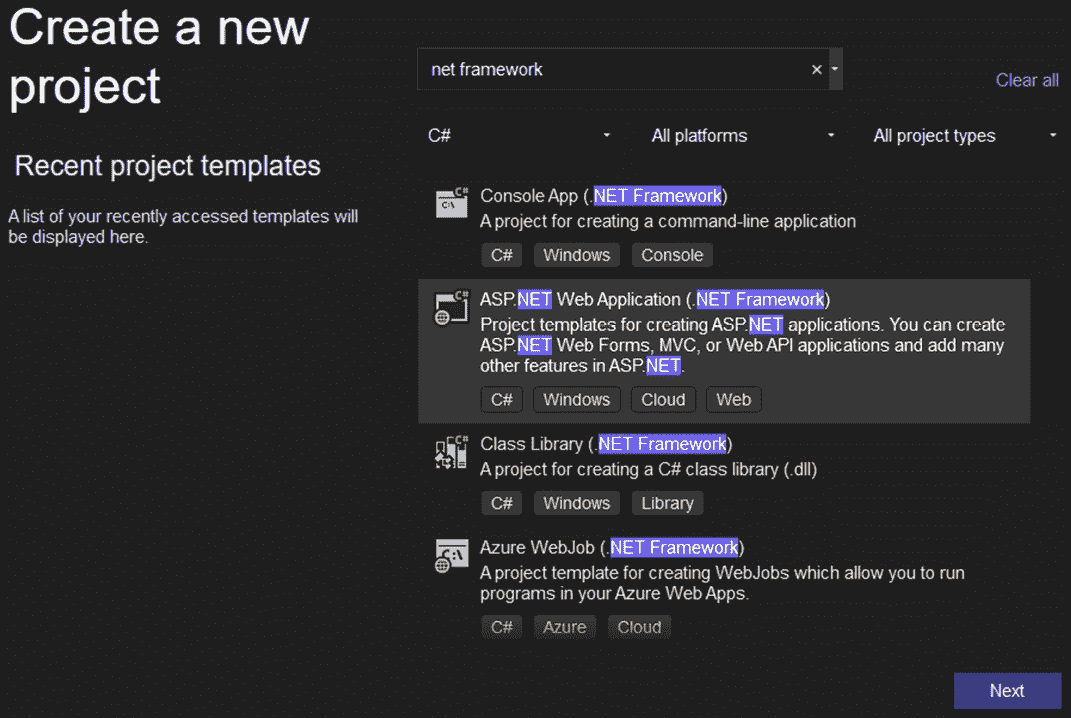 Create a new
project
Recent project templates
A list of your recently accessed templates will
be displayed here.
net framework
Clear all
C# All platforms All project types
Console App (.NET Framework)
A project for creating a command-line application
C# Windows Console
ASP.NET Web Application (.NET Framework)
Project templates for creating ASP.NET applications. You can create
ASP.NET Web Forms, MVC, or Web API applications and add many
other features in ASP.NET.
C# Windows Cloud Web
Class Library (.NET Framework)
A project for creating a C# class library (.dll)
C# Windows Library
Azure WebJob (.NET Framework)
A project template for creating WebJobs which allow you to run
programs in your Azure Web Apps.
C# Azure Cloud
Next